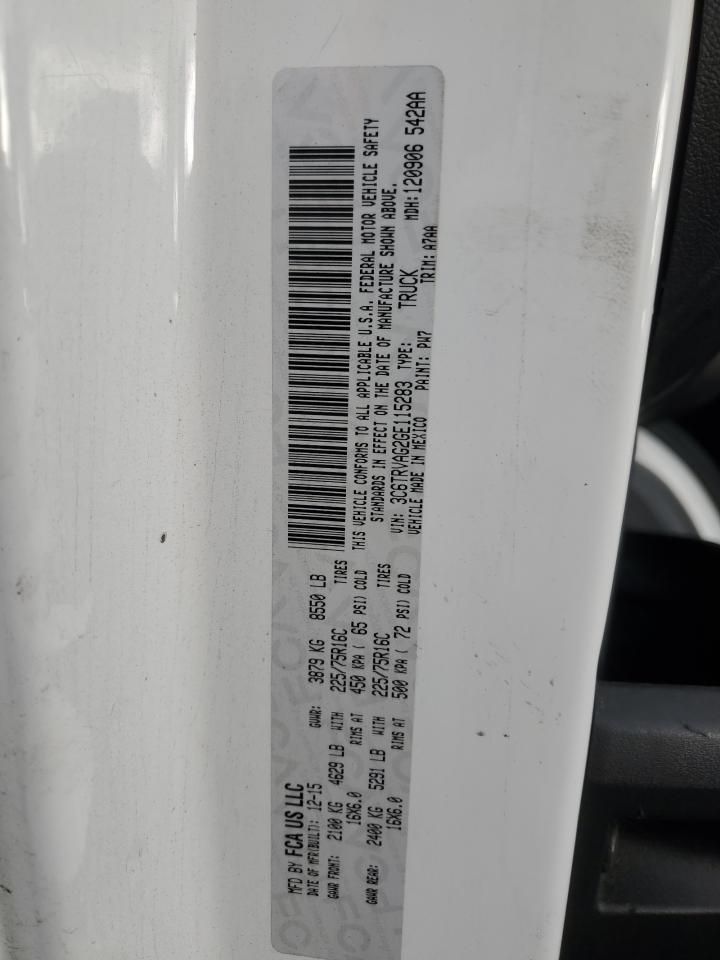 MFD BY FCA US LLC
DATE OF MFR(BUILT): 12-15 GVWR: 3879 KG 8550 LB
GAWR FRONT: 2100 KG 4629 LB WITH 225/75R16C TIRES
16X6.0 RIMS AT 450 KPA ( 65 PSI) COLD
GAWR REAR: 2400 KG 5291 LB WITH 225/75R16C TIRES
16X6.0 RIMS AT 500 KPA ( 72 PSI) COLD
THIS VEHICLE CONFORMS TO ALL APPLICABLE U.S.A. FEDERAL MOTOR VEHICLE SAFETY
STANDARDS IN EFFECT ON THE DATE OF MANUFACTURE SHOWN ABOVE.
VIN: 3C6TRVAG2GE115283 TYPE: TRUCK MDH:120906 542AA
VEHICLE MADE IN MEXICO PAINT: PW7 TRIM: A7AA